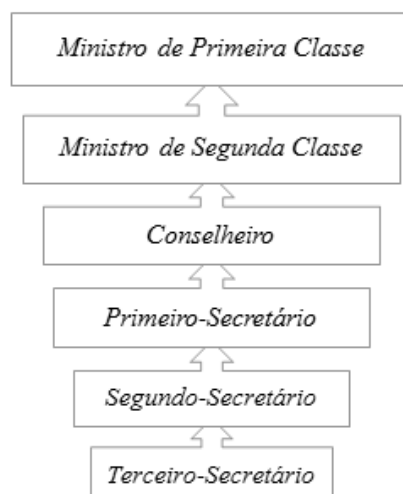 Ministro de Primeira Classe
Ministro de Segunda Classe
Conselheiro
Primeiro-Secretário
Segundo-Secretário
Terceiro-Secretário